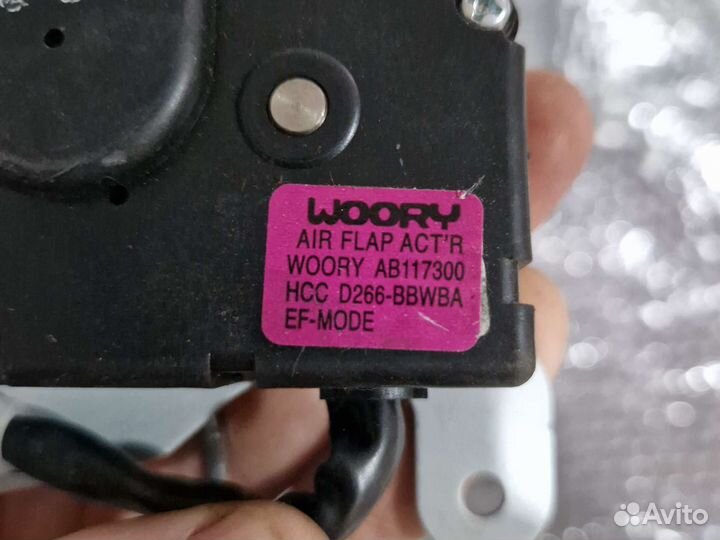 WOORY
AIR FLAP ACT'R
WOORY AB117300
HCC D266-BBWBA
EF-MODE
Avito